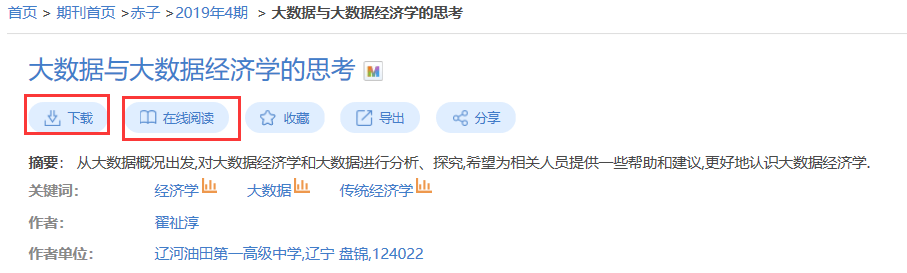 首页 > 期刊首页 >赤子 >2019年4期 > 大数据与大数据经济学的思考
大数据与大数据经济学的思考 M
下载 在线阅读 收藏 导出 分享
摘要： 从大数据概况出发,对大数据经济学和大数据进行分析、探究,希望为相关人员提供一些帮助和建议,更好地认识大数据经济学.
关键词： 经济学 大数据 传统经济学
作者： 翟祉淳
作者单位： 辽河油田第一高级中学,辽宁 盘锦,124022